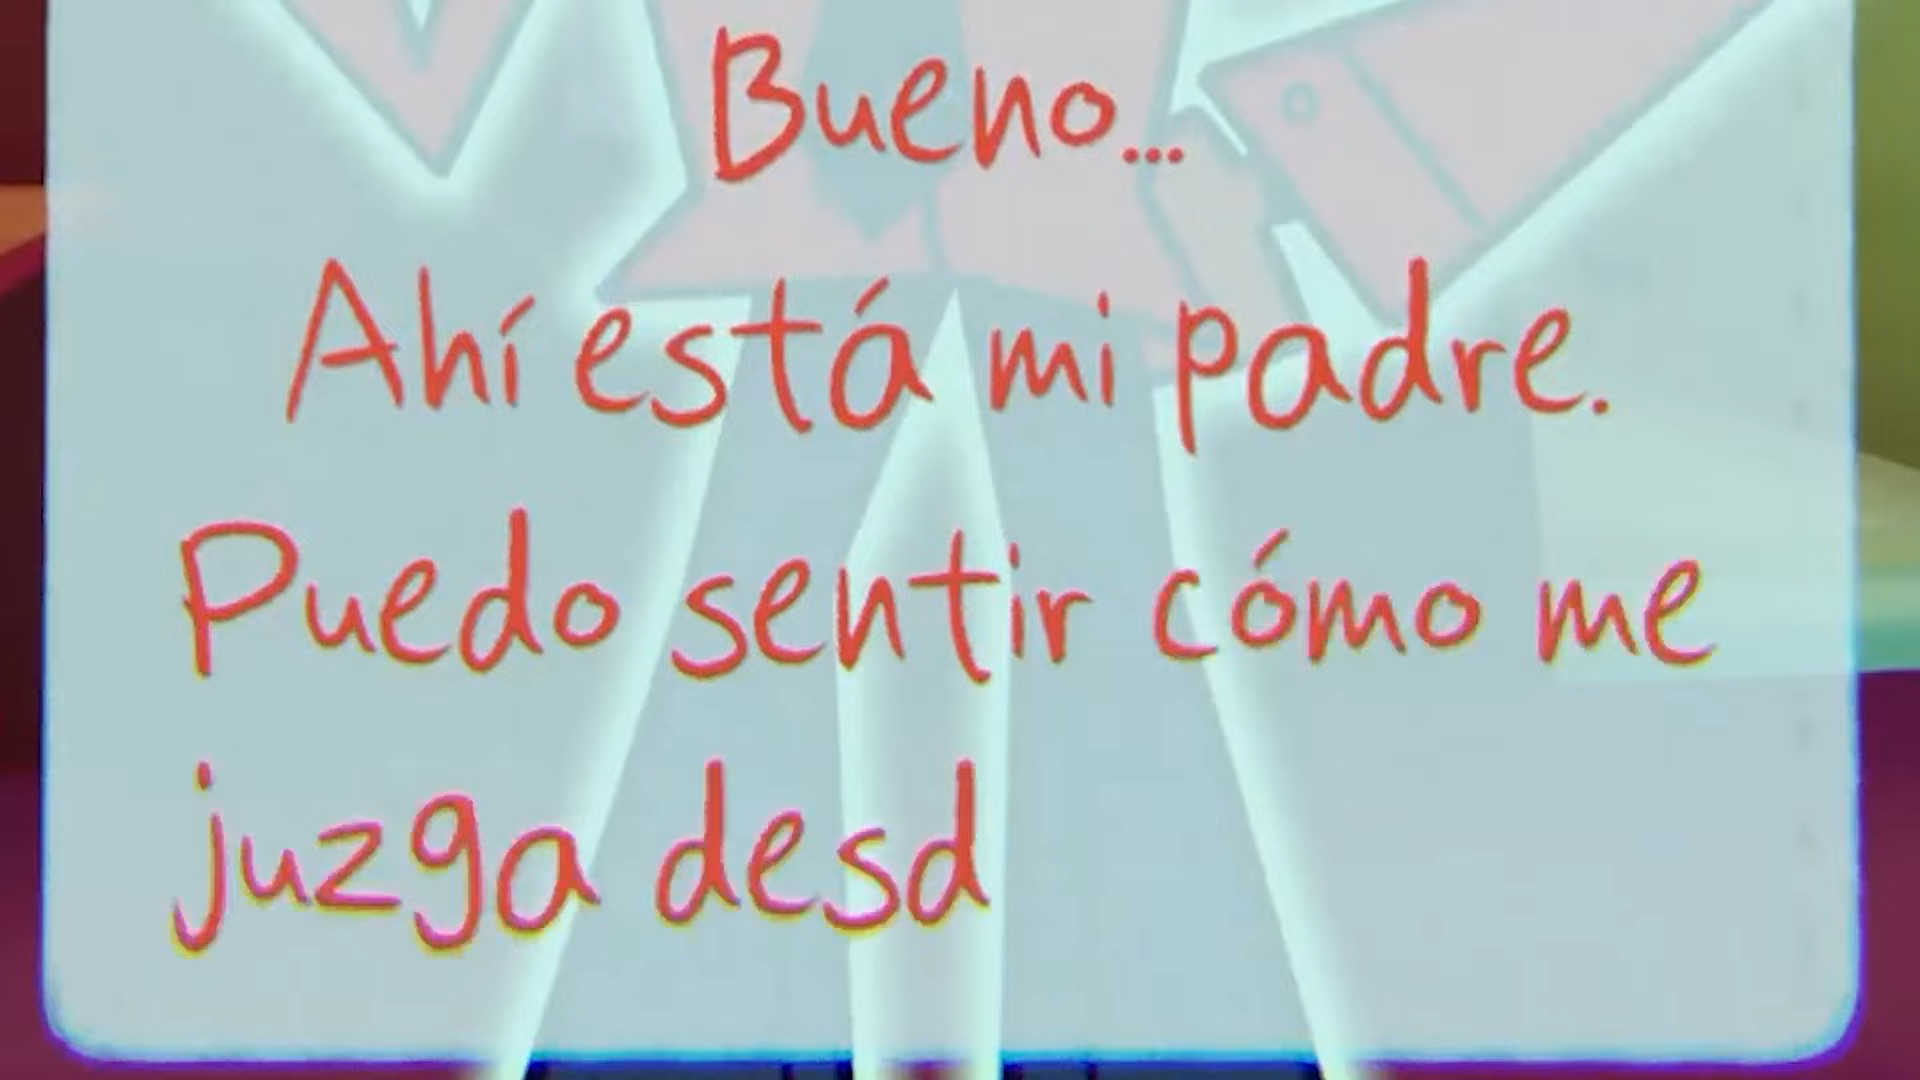 Bueno...
Ahí está mi padre.
Puedo sentir cómo me
juzga desd